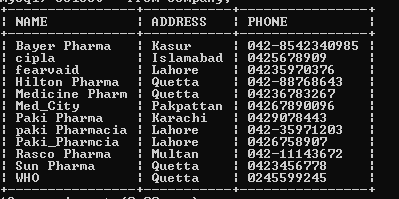 | NAME | ADDRESS | PHONE |
| Bayer Pharma | Kasur | 042-8542340985 |
| cipla | Islamabad | 0425678909 |
| fearvaid | Lahore | 04235970376 |
| Hilton Pharma | Quetta | 042-88768643 |
| Medicine Pharm | Quetta | 04236783267 |
| Med_City | Pakpattan | 04267890096 |
| Paki Pharma | Karachi | 0429078443 |
| paki Pharmacia | Lahore | 042-35971203 |
| Paki_Pharmcia | Lahore | 0426758907 |
| Rasco Pharma | Multan | 042-11143672 |
| Sun Pharma | Quetta | 0423456778 |
| WHO | Quetta | 0245599245 |